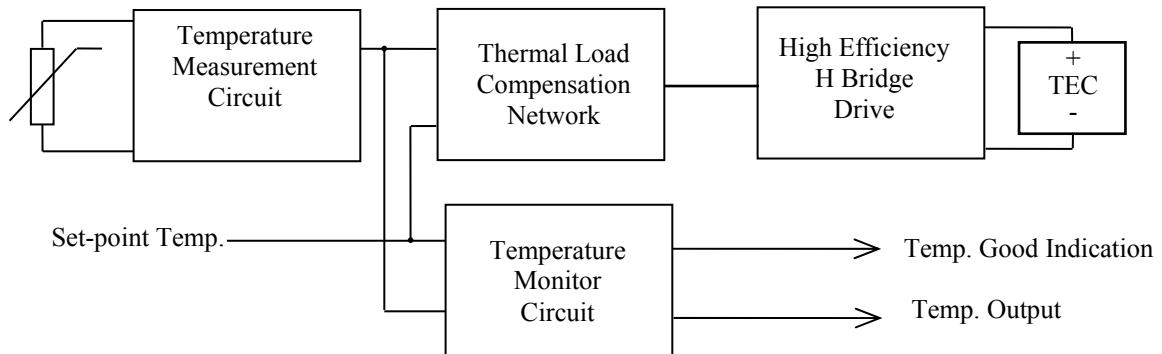 Temperature
Measurement
Circuit
Thermal Load
Compensation
Network
High Efficiency
H Bridge
Drive
+
TEC
-
Set-point Temp.
Temperature
Monitor
Circuit
Temp. Good Indication
Temp. Output